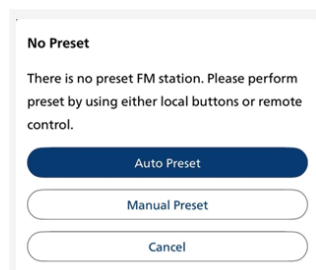 No Preset
There is no preset FM station. Please perform
preset by using either local buttons or remote
control.
Auto Preset
Manual Preset
Cancel